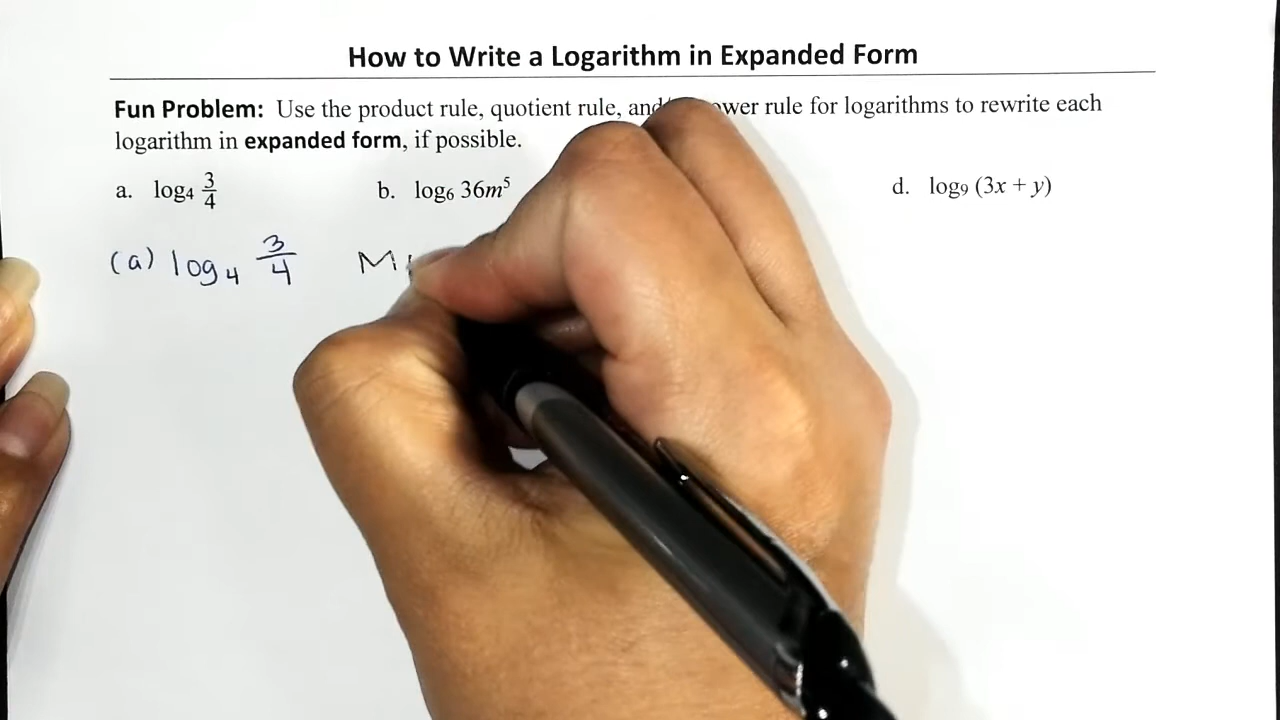 How to Write a Logarithm in Expanded Form
Fun Problem: Use the product rule, quotient rule, and rule for logarithms to rewrite each
logarithm in expanded form, if possible.
a. log₄ 3/4 b. log₆ 36m⁵ d. log₉ (3x + y)
(a) log₄ 3/4